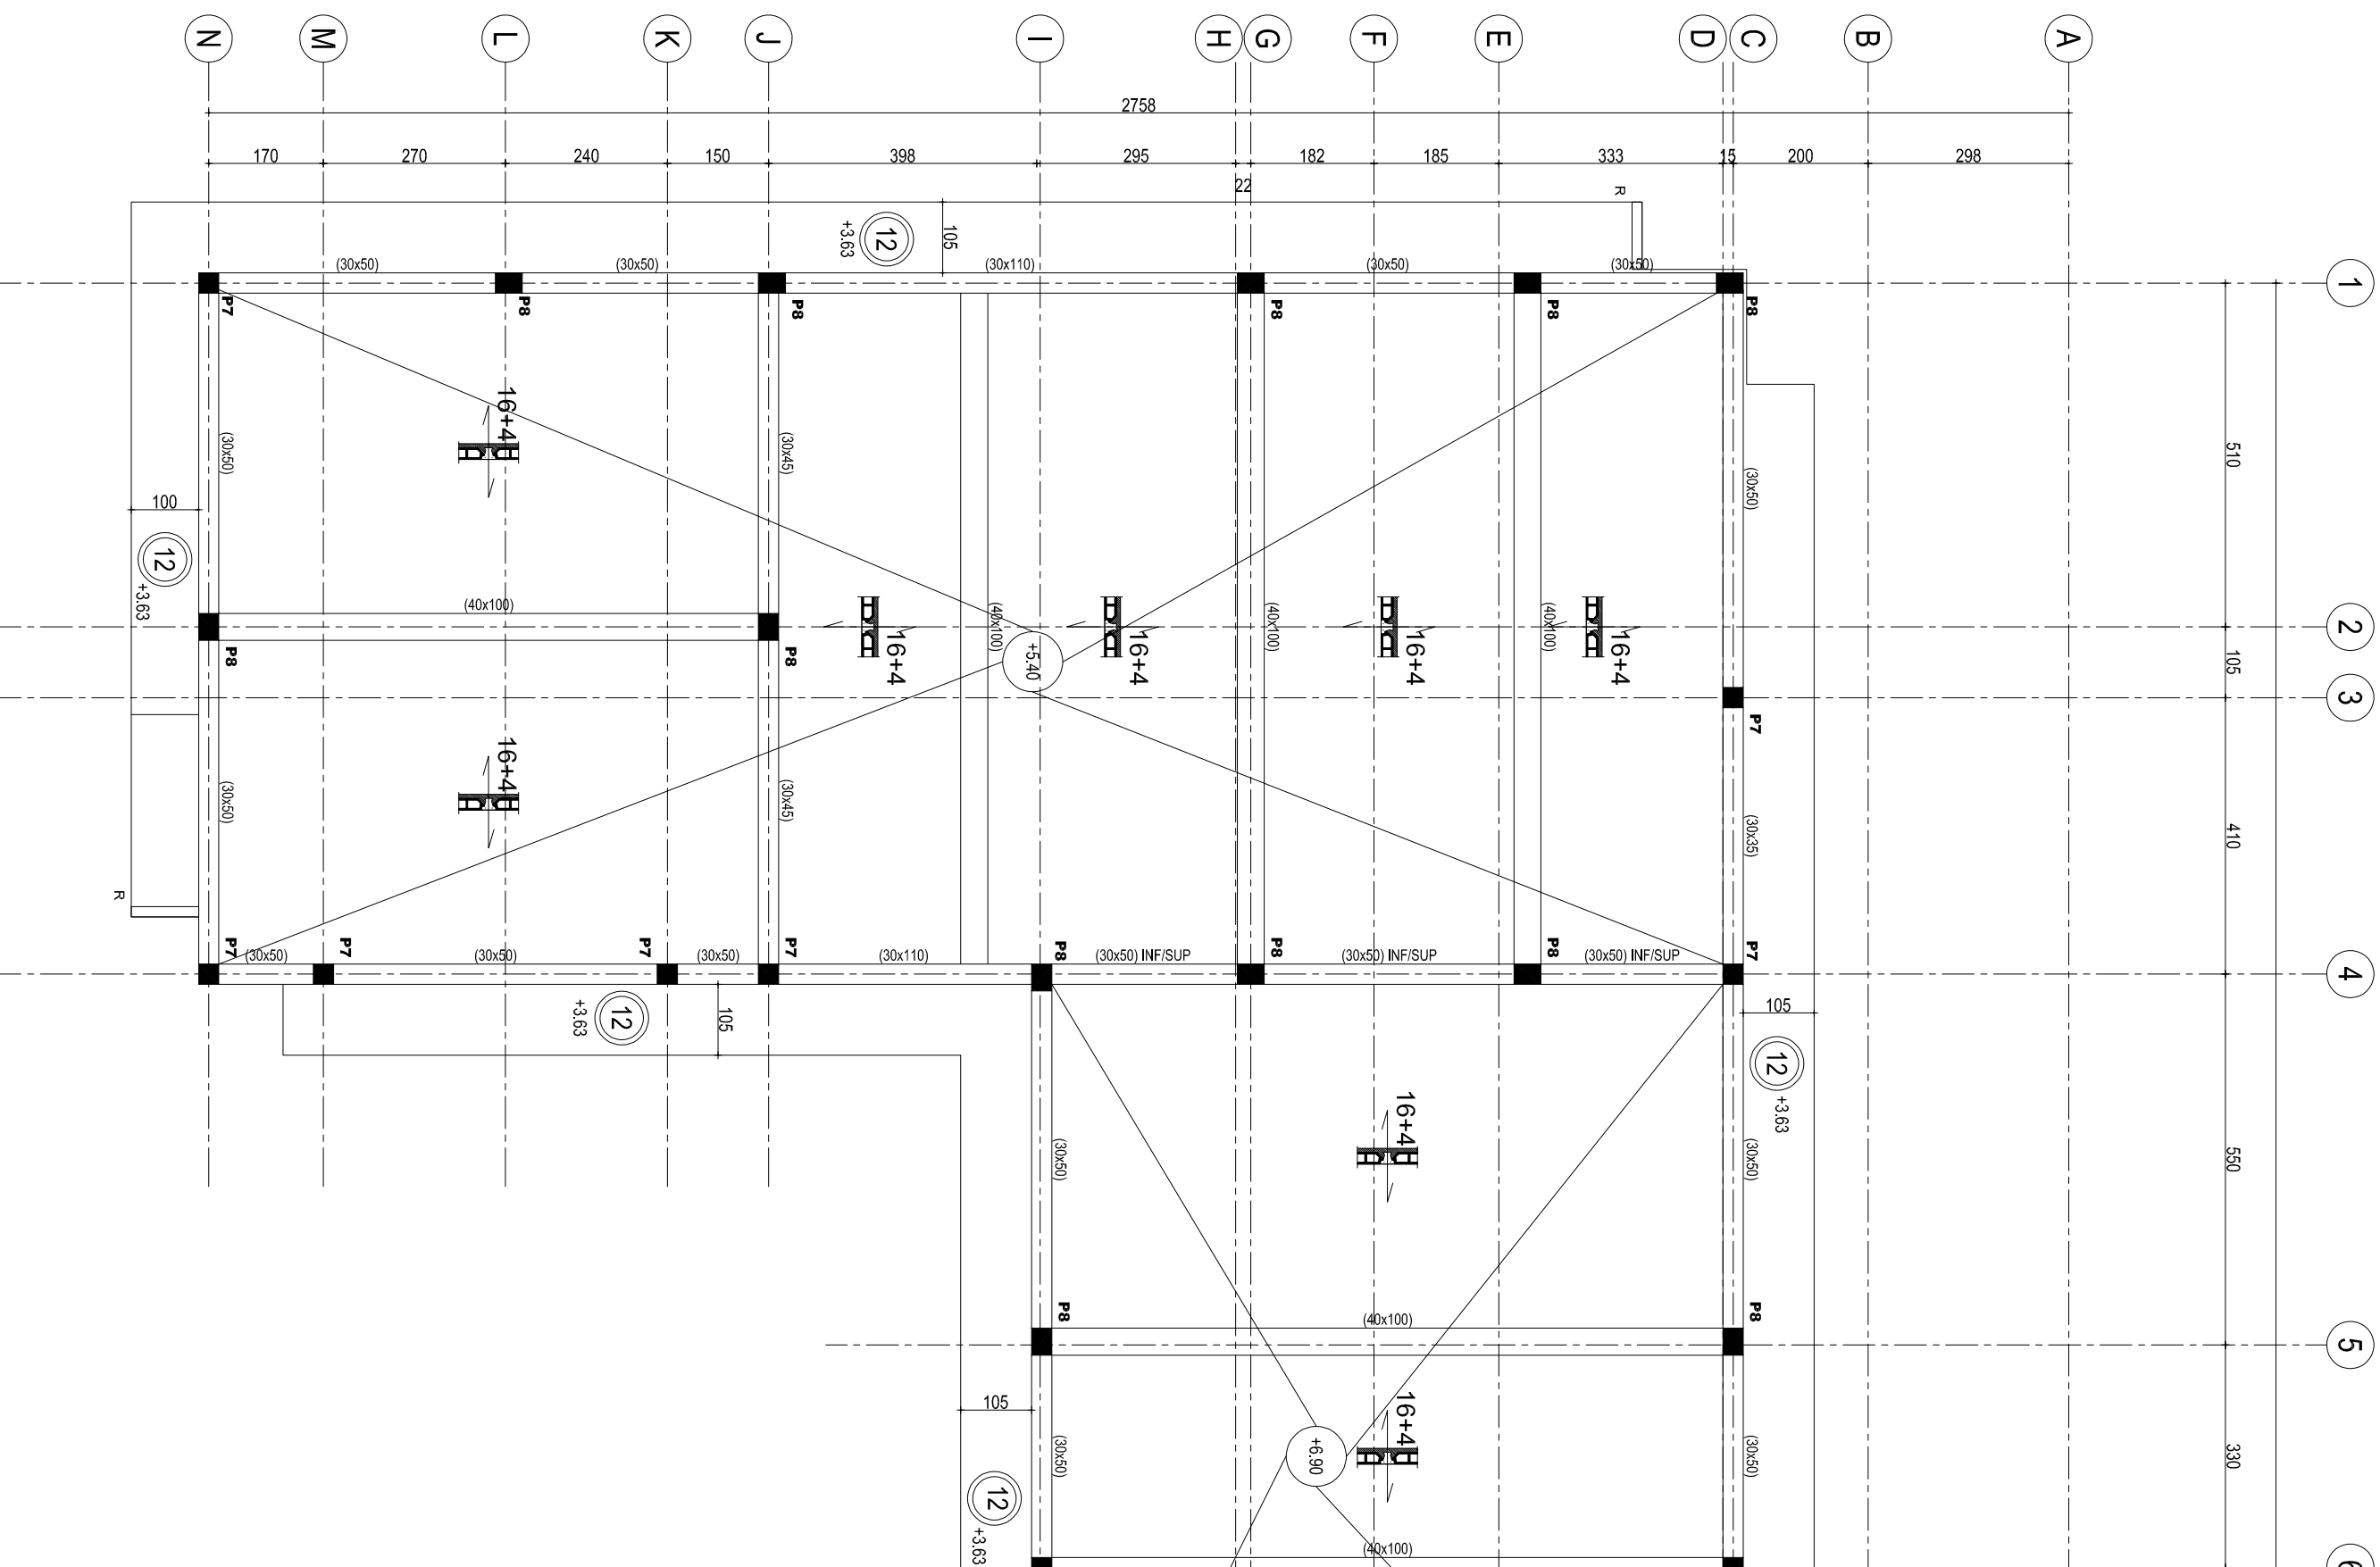 N
M
L
K
J
I
H
G
F
E
D
C
B
A
2758
170
270
240
150
398
295
182
185
333
15
200
298
22
R
12
+3.63
105
(30x50)
(30x50)
(30x110)
(30x50)
(30x50)
1
P7
P8
P8
P8
P8
P8
16+4
(30x50)
(30x45)
(30x50)
510
100
12
+3.63
(40x100)
(40x100)
(40x100)
(40x100)
16+4
16+4
16+4
16+4
2
+5.40
P8
P8
105
3
P7
16+4
(30x50)
(30x45)
(30x35)
410
R
P7
(30x50)
P7
(30x50)
P7
(30x50)
P7
(30x110)
P8
(30x50) INF/SUP
P8
(30x50) INF/SUP
P8
(30x50) INF/SUP
P7
4
12
+3.63
105
105
12
+3.63
16+4
(30x50)
(30x50)
550
P8
P8
(40x100)
5
105
16+4
(30x50)
+6.90
(30x50)
330
12
+3.63
(40x100)
6